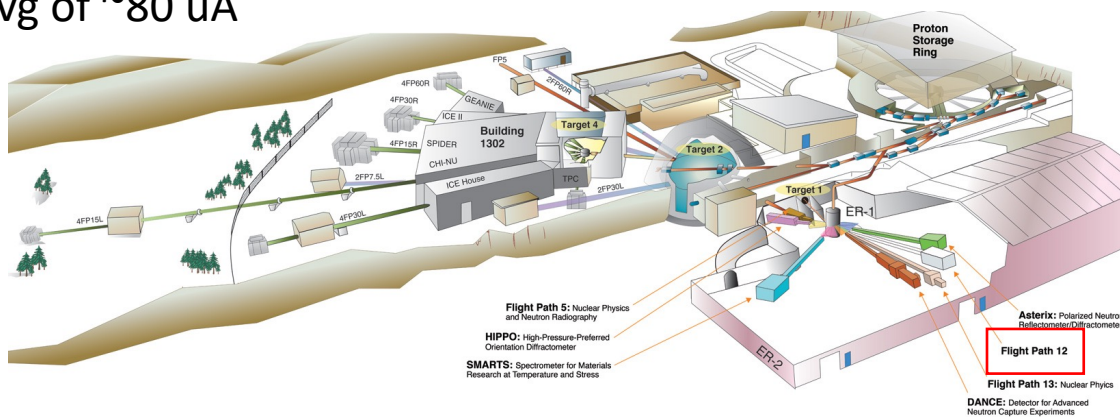 vg of ~80 uA
Proton
Storage
Ring
FP5
2FP60R
4FP60R
GEANIE
4FP30R
ICE II
Building
1302
Target 4
SPIDER
4FP15R
Target 2
CHI-NU
ICE House
TPC
2FP7.5L
2FP30L
4FP15L
4FP30L
Target 1
ER-1
Flight Path 5: Nuclear Physics
and Neutron Radiography
HIPPO: High-Pressure-Preferred
Orientation Diffractometer
SMARTS: Spectrometer for Materials
Research at Temperature and Stress
ER-2
Asterix: Polarized Neutron
Reflectometer/Diffractometer
Flight Path 12
Flight Path 13: Nuclear Phyics
DANCE: Detector for Advanced
Neutron Capture Experiments